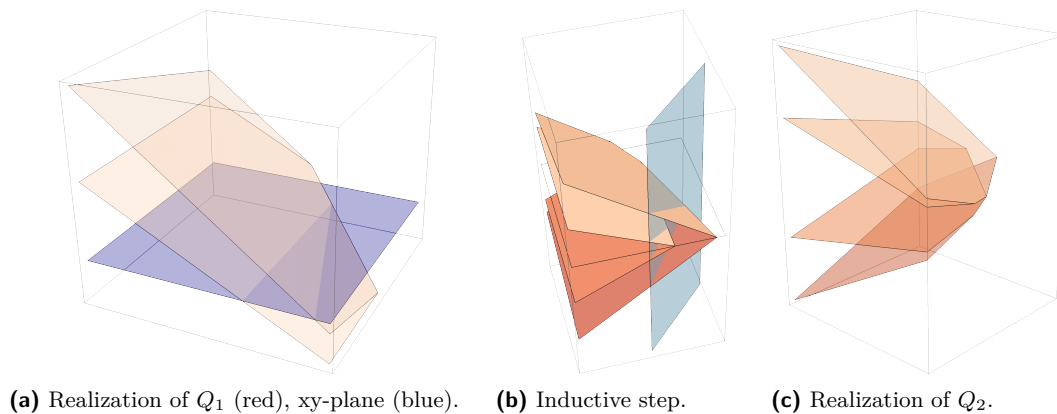 (a) Realization of Q₁ (red), xy-plane (blue). (b) Inductive step. (c) Realization of Q₂.